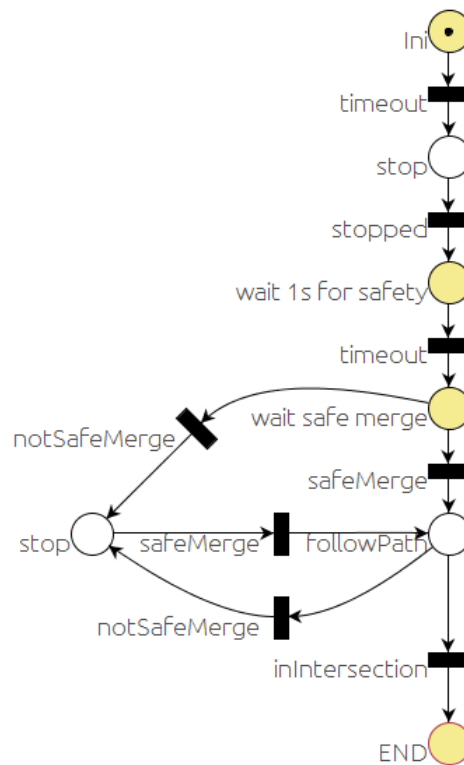 Ini
timeout
stop
stopped
wait 1s for safety
timeout
wait safe merge
notSafeMerge
safeMerge
stop
safeMerge
followPath
notSafeMerge
inIntersection
END